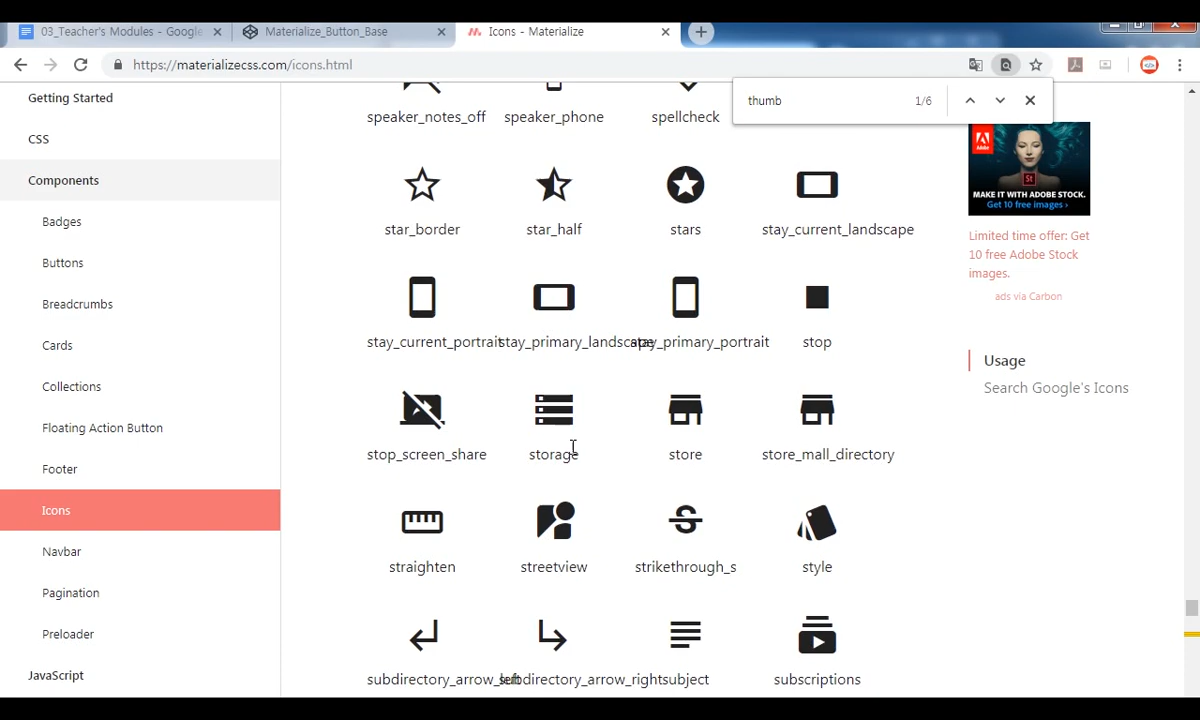 03_Teacher's Modules - Google
Materialize_Button_Base
Icons - Materialize
https://materializecss.com/icons.html
thumb
1/6
Getting Started
CSS
Components
Badges
Buttons
Breadcrumbs
Cards
Collections
Floating Action Button
Footer
Icons
Navbar
Pagination
Preloader
JavaScript
speaker_notes_off speaker_phone spellcheck
star_border star_half stars stay_current_landscape
stay_current_portrait stay_primary_landscape stay_primary_portrait stop
stop_screen_share storage store store_mall_directory
straighten streetview strikethrough_s style
subdirectory_arrow_left subdirectory_arrow_right subject subscriptions
Adobe
St
MAKE IT WITH ADOBE STOCK.
Get 10 free images ›
Limited time offer: Get
10 free Adobe Stock
images.
ads via Carbon
Usage
Search Google's Icons